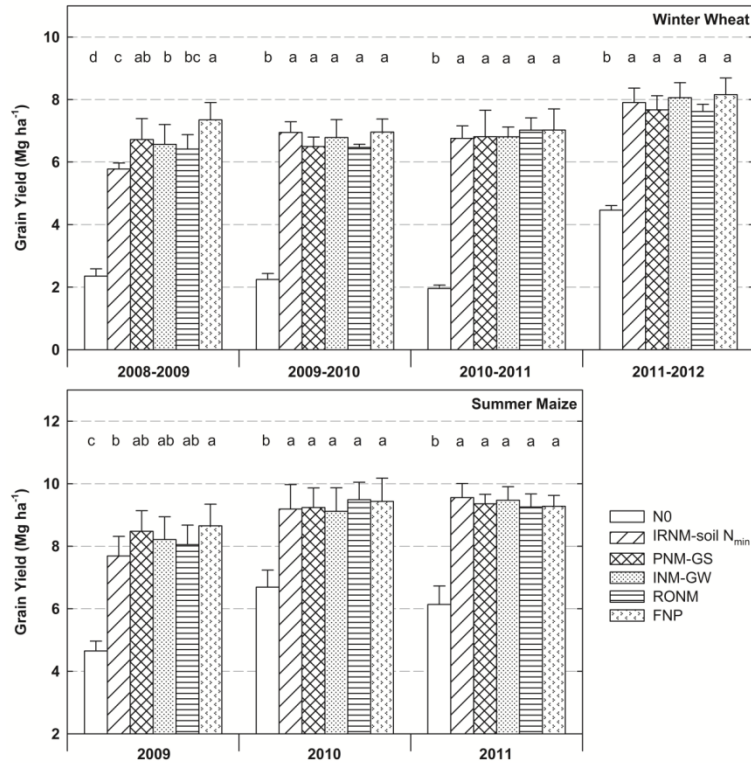 Winter Wheat
10
8
6
4
2
0
Grain Yield (Mg ha⁻¹)
d c ab b bc a
b a a a a a
b a a a a a
b a a a a a
2008-2009 2009-2010 2010-2011 2011-2012
Summer Maize
12
10
8
6
4
2
Grain Yield (Mg ha⁻¹)
c b ab ab ab a
b a a a a a
b a a a a a
2009 2010 2011
N0
IRNM-soil Nmin
PNM-GS
INM-GW
RONM
FNP